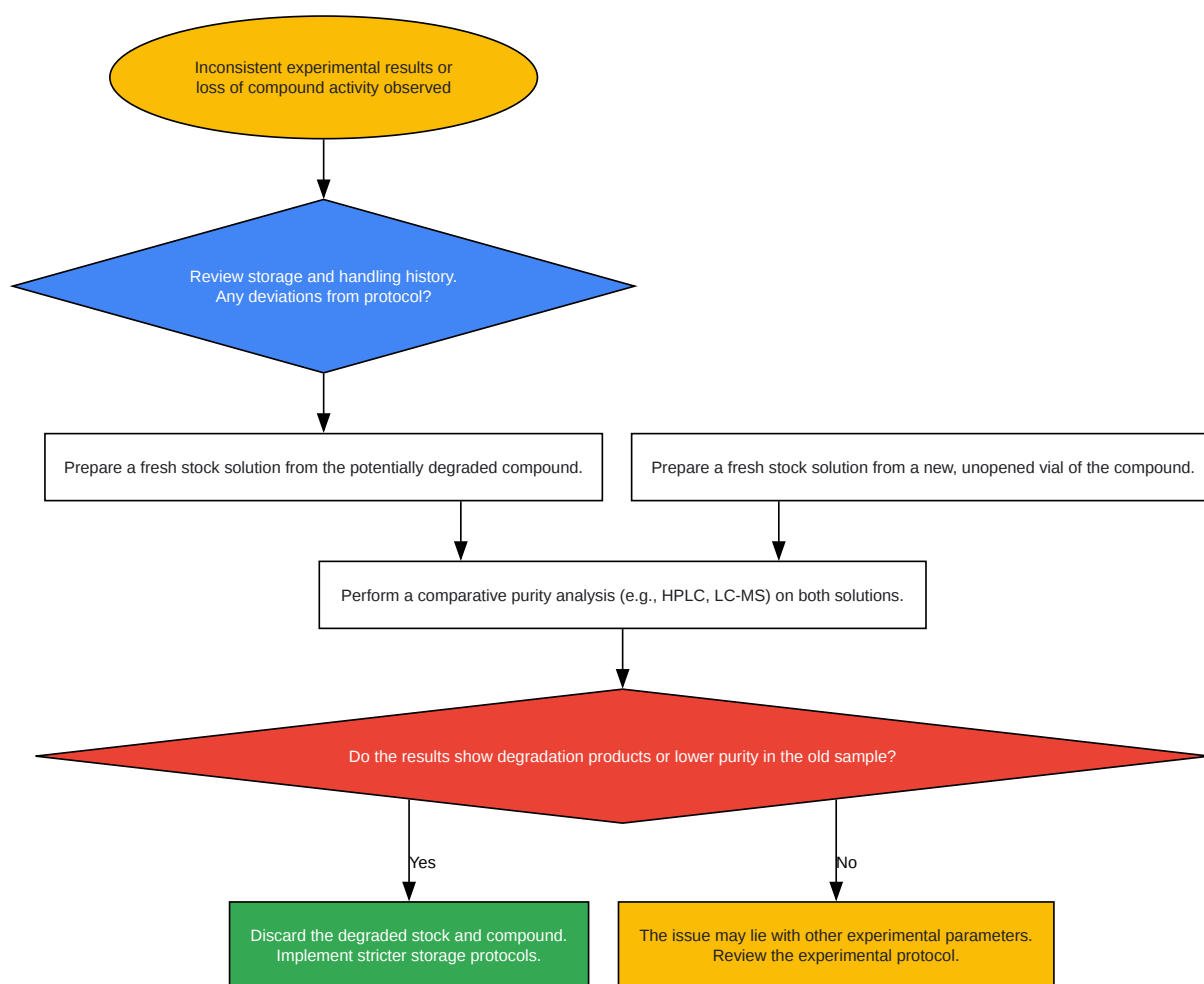 Inconsistent experimental results or
loss of compound activity observed
Review storage and handling history.
Any deviations from protocol?
Prepare a fresh stock solution from the potentially degraded compound.
Prepare a fresh stock solution from a new, unopened vial of the compound.
Perform a comparative purity analysis (e.g., HPLC, LC-MS) on both solutions.
Do the results show degradation products or lower purity in the old sample?
Yes
No
Discard the degraded stock and compound.
Implement stricter storage protocols.
The issue may lie with other experimental parameters.
Review the experimental protocol.